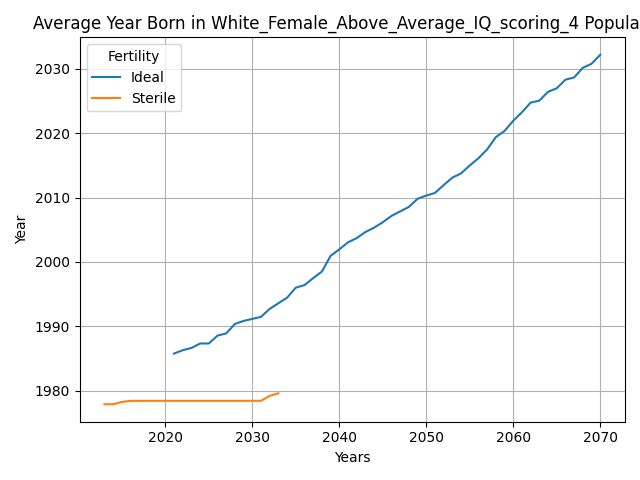 Average Year Born in White_Female_Above_Average_IQ_scoring_4 Popula
Fertility
Ideal
Sterile
2030
2020
2010
2000
1990
1980
Year
2020 2030 2040 2050 2060 2070
Years